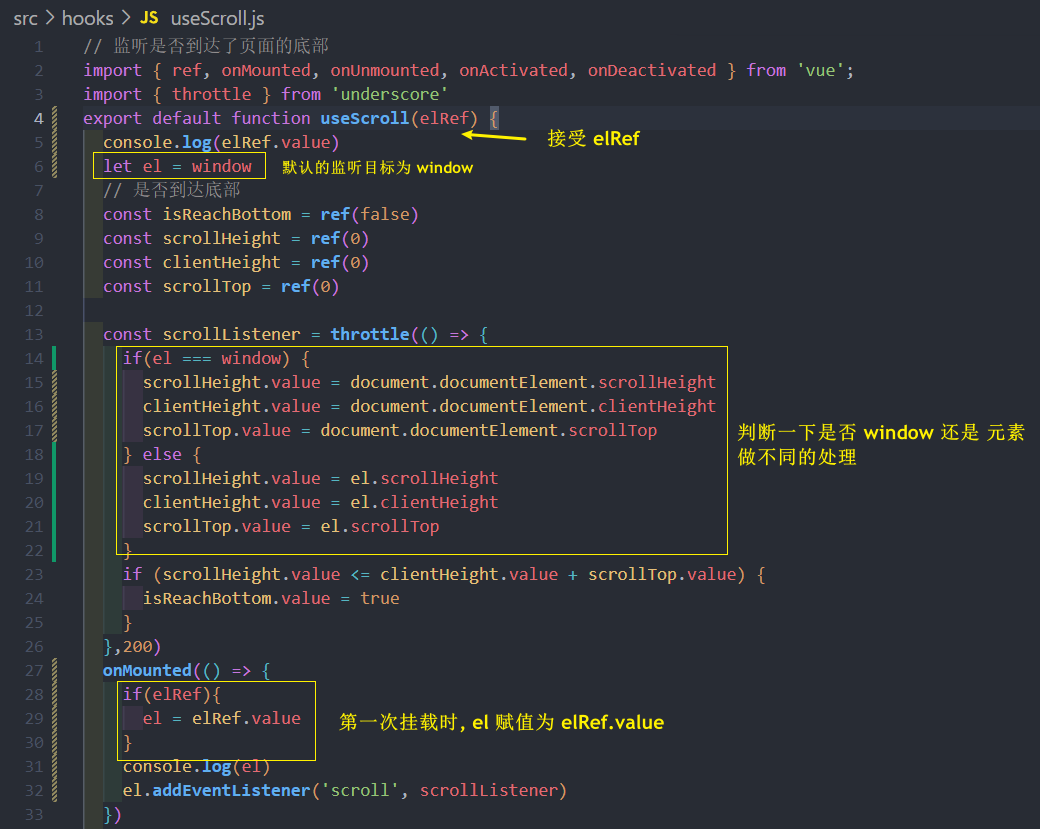 src > hooks > JS useScroll.js
1 // 监听是否到达了页面的底部
2 import { ref, onMounted, onUnmounted, onActivated, onDeactivated } from 'vue';
3 import { throttle } from 'underscore'
4 export default function useScroll(elRef) {
5 console.log(elRef.value)
接受 elRef
6 let el = window
默认的监听目标为 window
7 // 是否到达底部
8 const isReachBottom = ref(false)
9 const scrollHeight = ref(0)
10 const clientHeight = ref(0)
11 const scrollTop = ref(0)
12
13 const scrollListener = throttle(() => {
14 if(el === window) {
15 scrollHeight.value = document.documentElement.scrollHeight
16 clientHeight.value = document.documentElement.clientHeight
17 scrollTop.value = document.documentElement.scrollTop
18 } else {
19 scrollHeight.value = el.scrollHeight
20 clientHeight.value = el.clientHeight
21 scrollTop.value = el.scrollTop
22 }
判断一下是否 window 还是 元素
做不同的处理
23 if (scrollHeight.value <= clientHeight.value + scrollTop.value) {
24 isReachBottom.value = true
25 }
26 },200)
27 onMounted(() => {
28 if(elRef){
29 el = elRef.value
第一次挂载时, el 赋值为 elRef.value
30 }
31 console.log(el)
32 el.addEventListener('scroll', scrollListener)
33 })